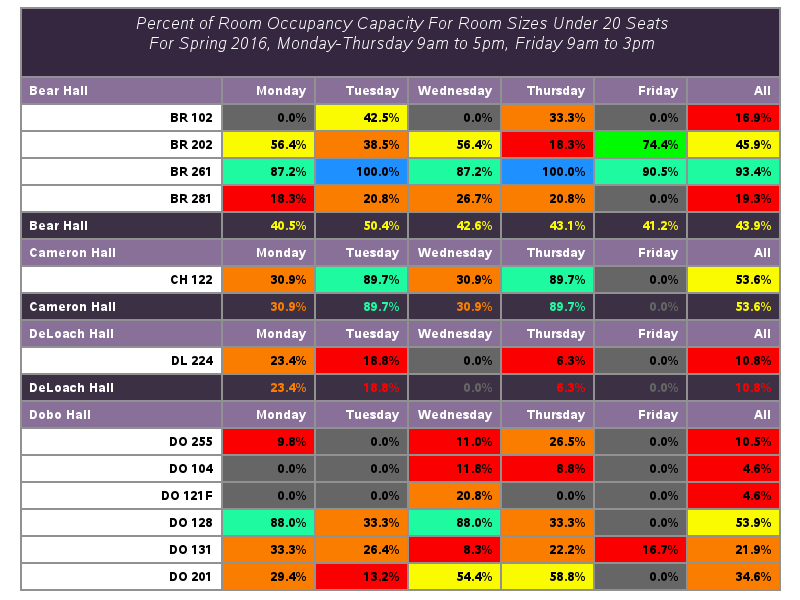 Percent of Room Occupancy Capacity For Room Sizes Under 20 Seats
For Spring 2016, Monday-Thursday 9am to 5pm, Friday 9am to 3pm
Bear Hall Monday Tuesday Wednesday Thursday Friday All
BR 102 0.0% 42.5% 0.0% 33.3% 0.0% 16.9%
BR 202 56.4% 38.5% 56.4% 18.3% 74.4% 45.9%
BR 261 87.2% 100.0% 87.2% 100.0% 90.5% 93.4%
BR 281 18.3% 20.8% 26.7% 20.8% 0.0% 19.3%
Bear Hall 40.5% 50.4% 42.6% 43.1% 41.2% 43.9%
Cameron Hall Monday Tuesday Wednesday Thursday Friday All
CH 122 30.9% 89.7% 30.9% 89.7% 0.0% 53.6%
Cameron Hall 30.9% 89.7% 30.9% 89.7% 0.0% 53.6%
DeLoach Hall Monday Tuesday Wednesday Thursday Friday All
DL 224 23.4% 18.8% 0.0% 6.3% 0.0% 10.8%
DeLoach Hall 23.4% 18.8% 0.0% 6.3% 0.0% 10.8%
Dobo Hall Monday Tuesday Wednesday Thursday Friday All
DO 255 9.8% 0.0% 11.0% 26.5% 0.0% 10.5%
DO 104 0.0% 0.0% 11.8% 8.8% 0.0% 4.6%
DO 121F 0.0% 0.0% 20.8% 0.0% 0.0% 4.6%
DO 128 88.0% 33.3% 88.0% 33.3% 0.0% 53.9%
DO 131 33.3% 26.4% 8.3% 22.2% 16.7% 21.9%
DO 201 29.4% 13.2% 54.4% 58.8% 0.0% 34.6%